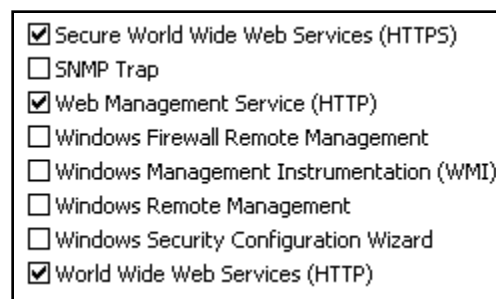 Secure World Wide Web Services (HTTPS)
SNMP Trap
Web Management Service (HTTP)
Windows Firewall Remote Management
Windows Management Instrumentation (WMI)
Windows Remote Management
Windows Security Configuration Wizard
World Wide Web Services (HTTP)